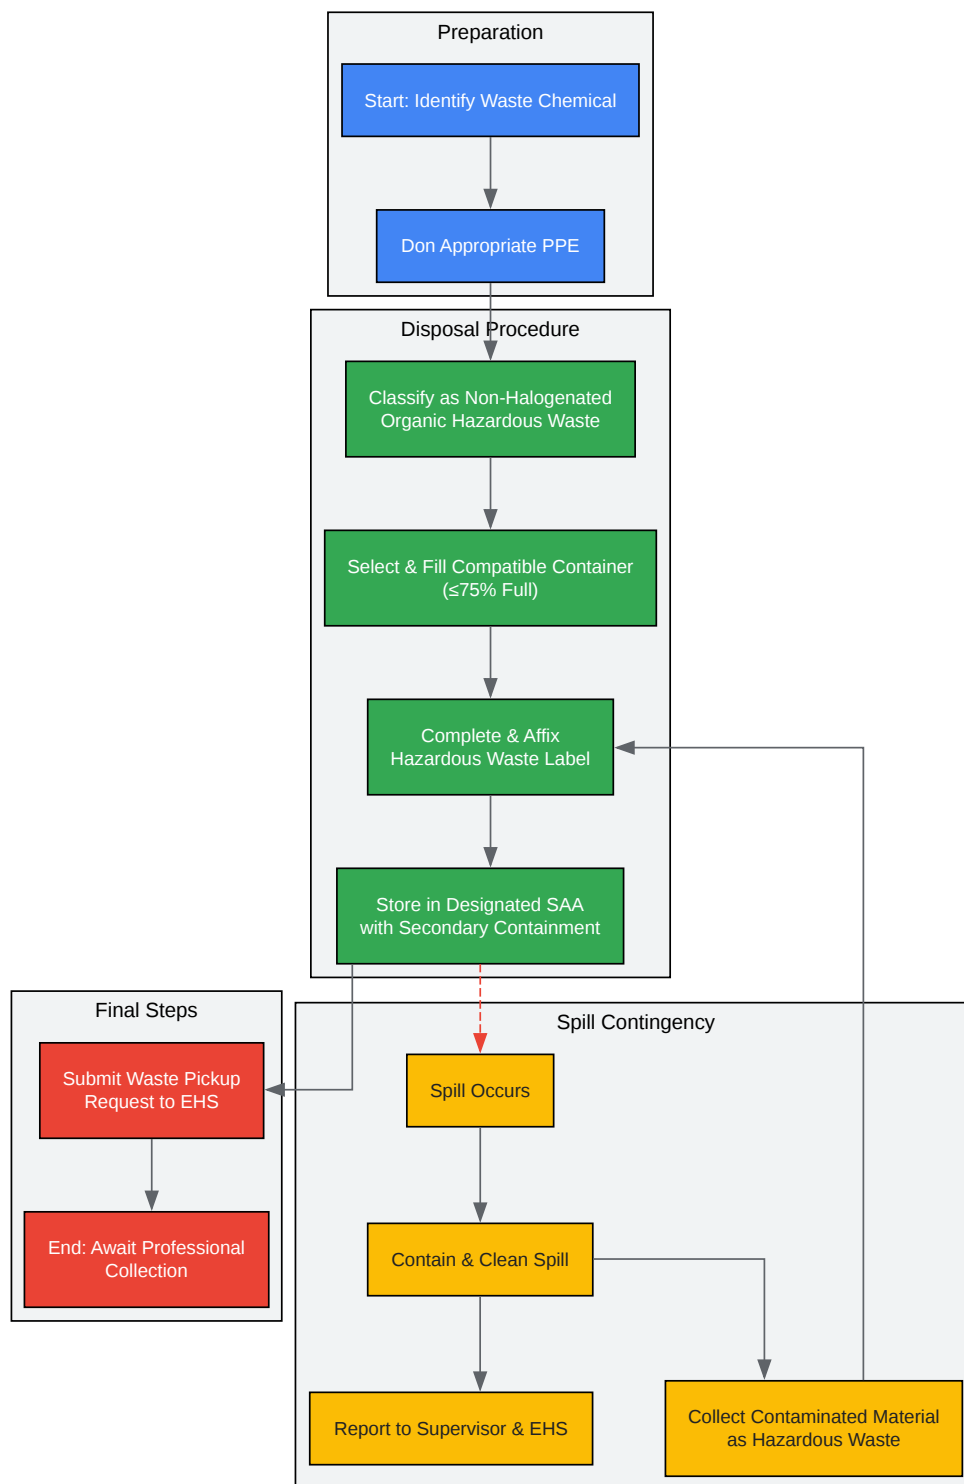 Preparation
Start: Identify Waste Chemical
Don Appropriate PPE
Disposal Procedure
Classify as Non-Halogenated
Organic Hazardous Waste
Select & Fill Compatible Container
(≤75% Full)
Complete & Affix
Hazardous Waste Label
Store in Designated SAA
with Secondary Containment
Final Steps
Submit Waste Pickup
Request to EHS
End: Await Professional
Collection
Spill Contingency
Spill Occurs
Contain & Clean Spill
Report to Supervisor & EHS
Collect Contaminated Material
as Hazardous Waste